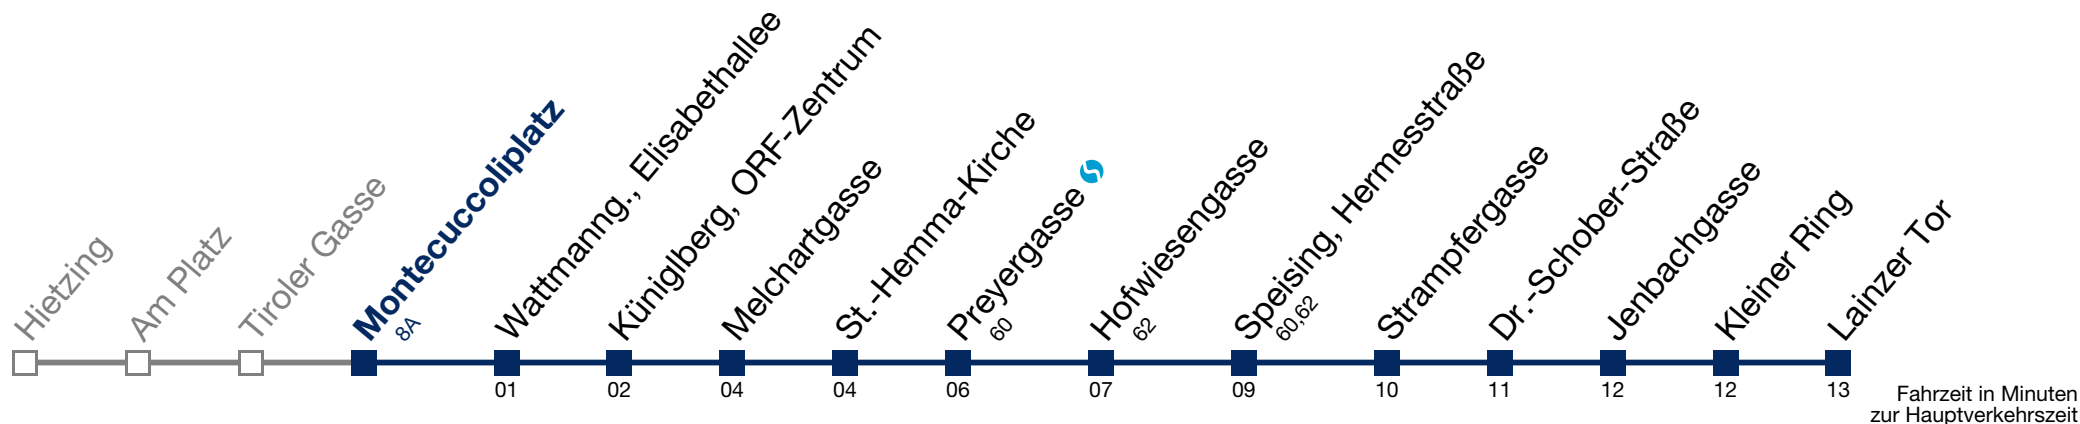 Hietzing
Am Platz
Tiroler Gasse
Montecuccoliplatz
8A
Wattmanng., Elisabethallee
Küniglberg, ORF-Zentrum
Melchartgasse
St.-Hemma-Kirche
Preyergasse
60
Hofwiesengasse
62
Speising, Hermesstraße
60,62
Strampfergasse
Dr.-Schober-Straße
Jenbachgasse
Kleiner Ring
Lainzer Tor
01
02
04
04
06
07
09
10
11
12
12
13
Fahrzeit in Minuten
zur Hauptverkehrszeit